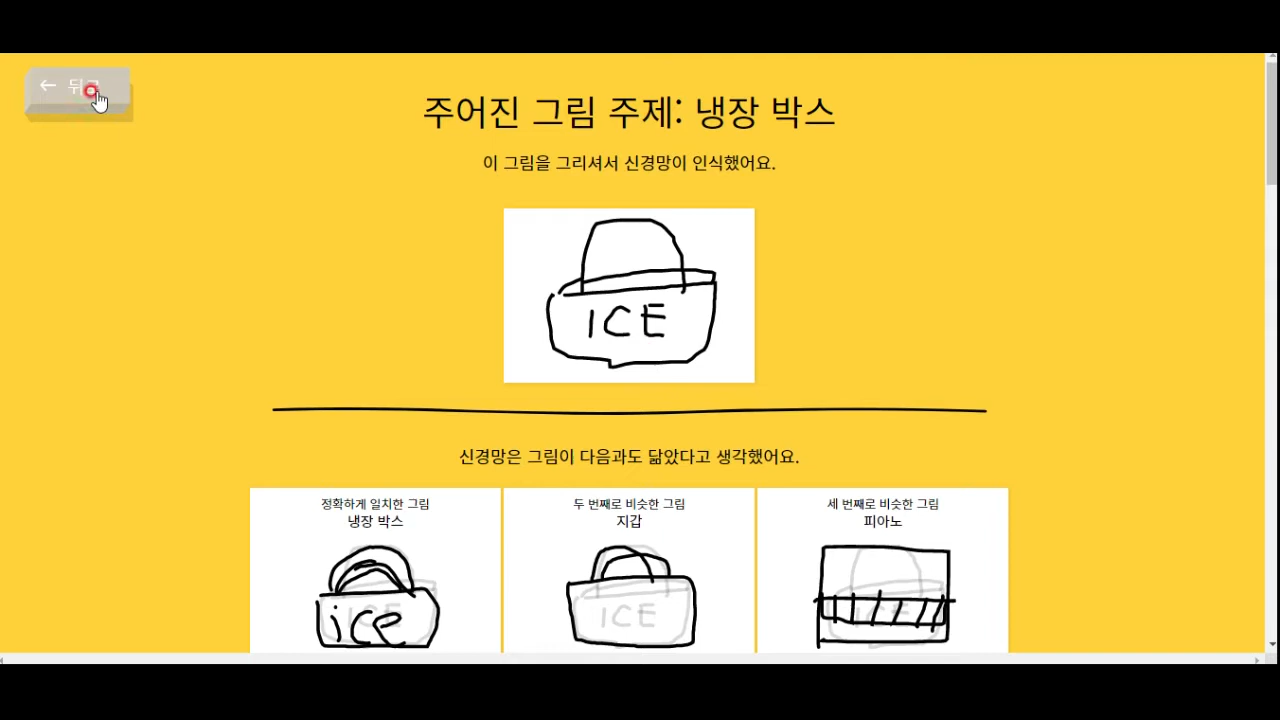 주어진 그림 주제: 냉장 박스
이 그림을 그리셔서 신경망이 인식했어요.
ICE
신경망은 그림이 다음과도 닮았다고 생각했어요.
정확하게 일치한 그림
냉장 박스
두 번째로 비슷한 그림
지갑
세 번째로 비슷한 그림
피아노
ice
ICE